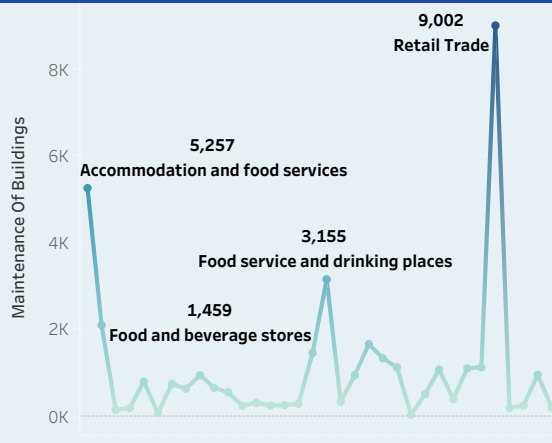 9,002
Retail Trade
8K
5,257
6K
Accommodation and food services
Maintenance Of Buildings
4K
3,155
Food service and drinking places
1,459
2K
Food and beverage stores
0K